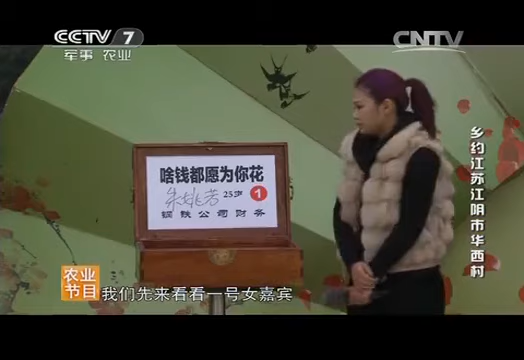 CCTV 7
军事 农业
CNTV
乡约江苏江阴市华西村
啥钱都愿为你花
朱姚芳 25岁 1
钢铁公司财务
农业
节目
我们先来看看一号女嘉宾